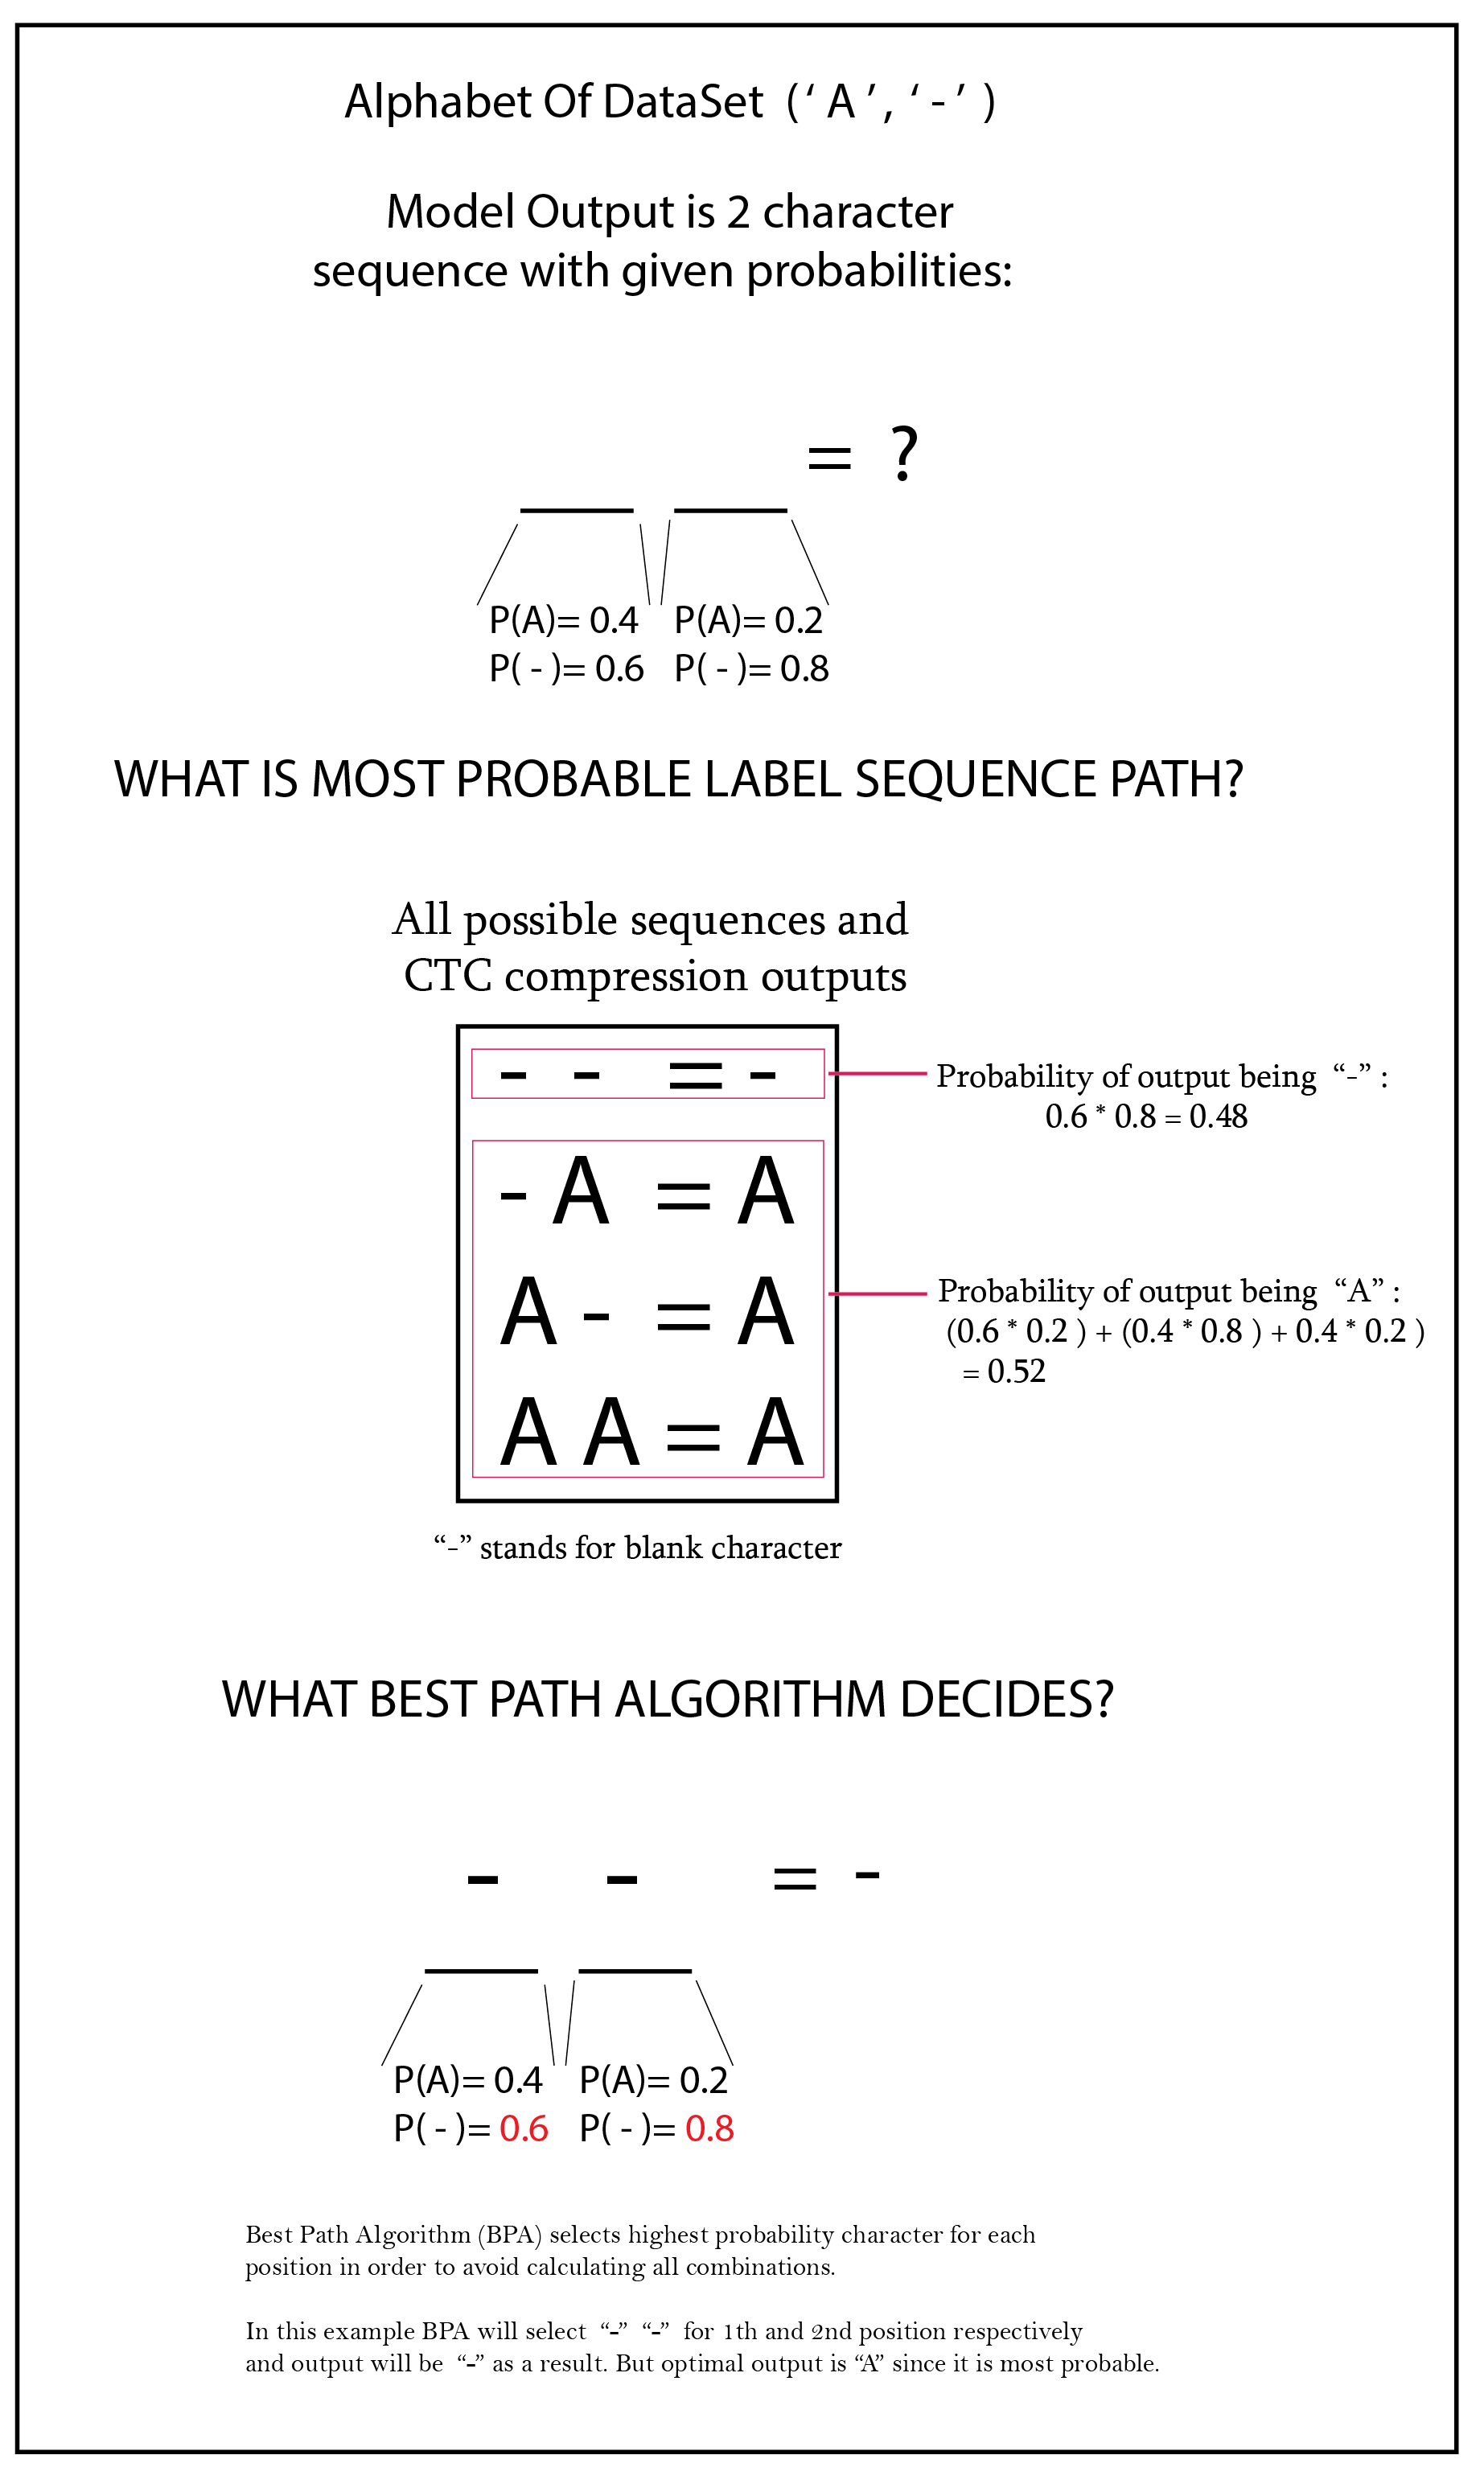 Alphabet Of DataSet ( ‘ A ’ , ‘ - ’ )
Model Output is 2 character
sequence with given probabilities:
= ?
P(A)= 0.4 P(A)= 0.2
P( - )= 0.6 P( - )= 0.8
WHAT IS MOST PROBABLE LABEL SEQUENCE PATH?
All possible sequences and
CTC compression outputs
- - = -
Probability of output being “-” :
0.6 * 0.8 = 0.48
- A = A
A - = A
Probability of output being “A” :
(0.6 * 0.2 ) + (0.4 * 0.8 ) + 0.4 * 0.2 )
= 0.52
A A = A
“-” stands for blank character
WHAT BEST PATH ALGORITHM DECIDES?
- - = -
P(A)= 0.4 P(A)= 0.2
P( - )= 0.6 P( - )= 0.8
Best Path Algorithm (BPA) selects highest probability character for each
position in order to avoid calculating all combinations.
In this example BPA will select “-” “-” for 1th and 2nd position respectively
and output will be “-” as a result. But optimal output is “A” since it is most probable.